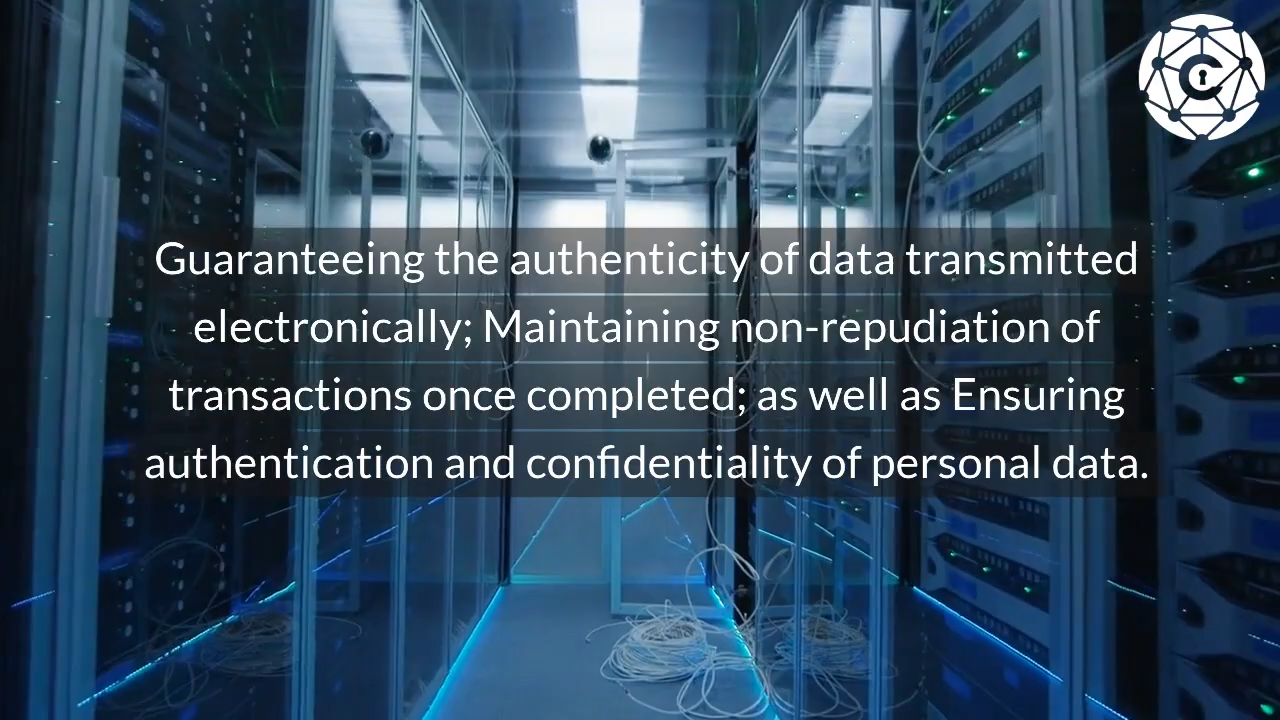 Guaranteeing the authenticity of data transmitted
electronically; Maintaining non-repudiation of
transactions once completed; as well as Ensuring
authentication and confidentiality of personal data.
C